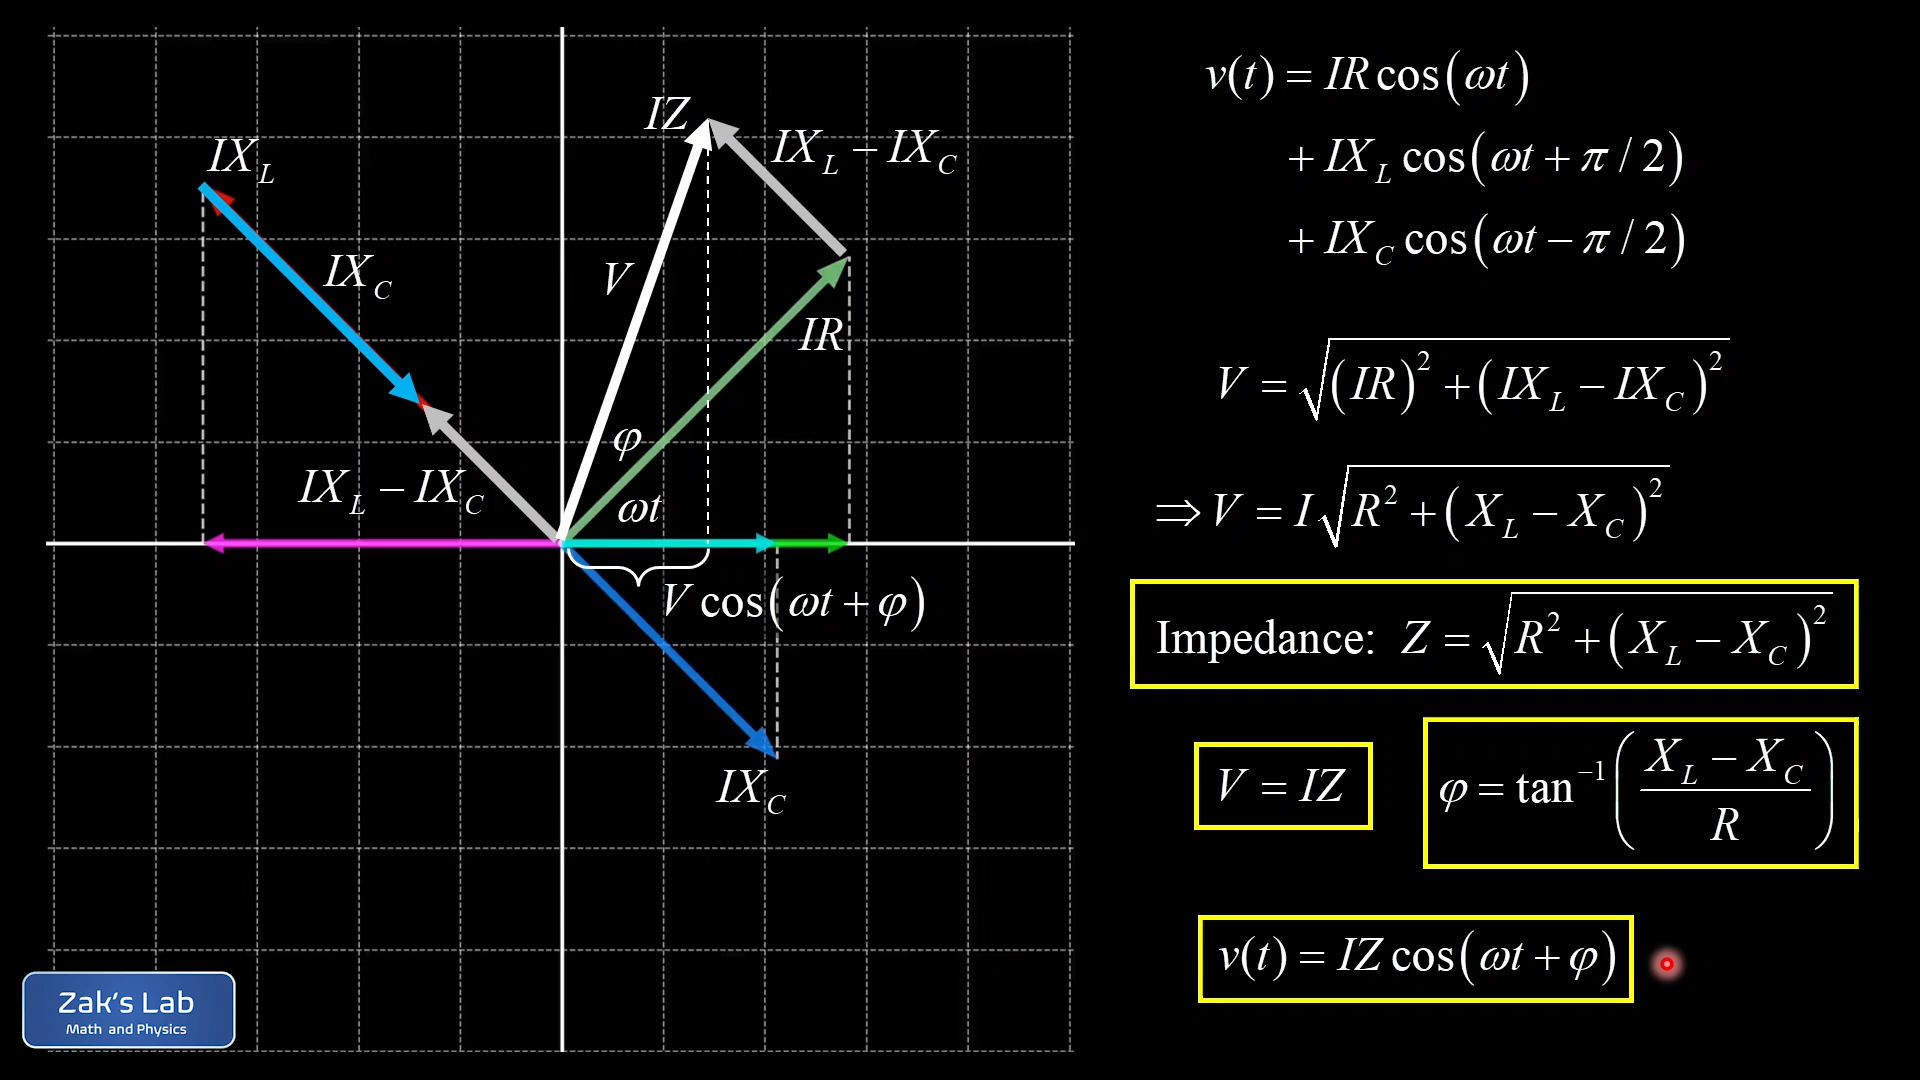 IZ
IX_L − IX_C
IX_L
IX_C
V
IR
φ
IX_L − IX_C
ωt
V cos(ωt + φ)
IX_C
v(t) = IR cos(ωt)
+ IX_L cos(ωt + π / 2)
+ IX_C cos(ωt − π / 2)
V = √((IR)² + (IX_L − IX_C)²)
⇒ V = I√(R² + (X_L − X_C)²)
Impedance: Z = √(R² + (X_L − X_C)²)
V = IZ
φ = tan⁻¹((X_L − X_C) / R)
v(t) = IZ cos(ωt + φ)
Zak's Lab
Math and Physics